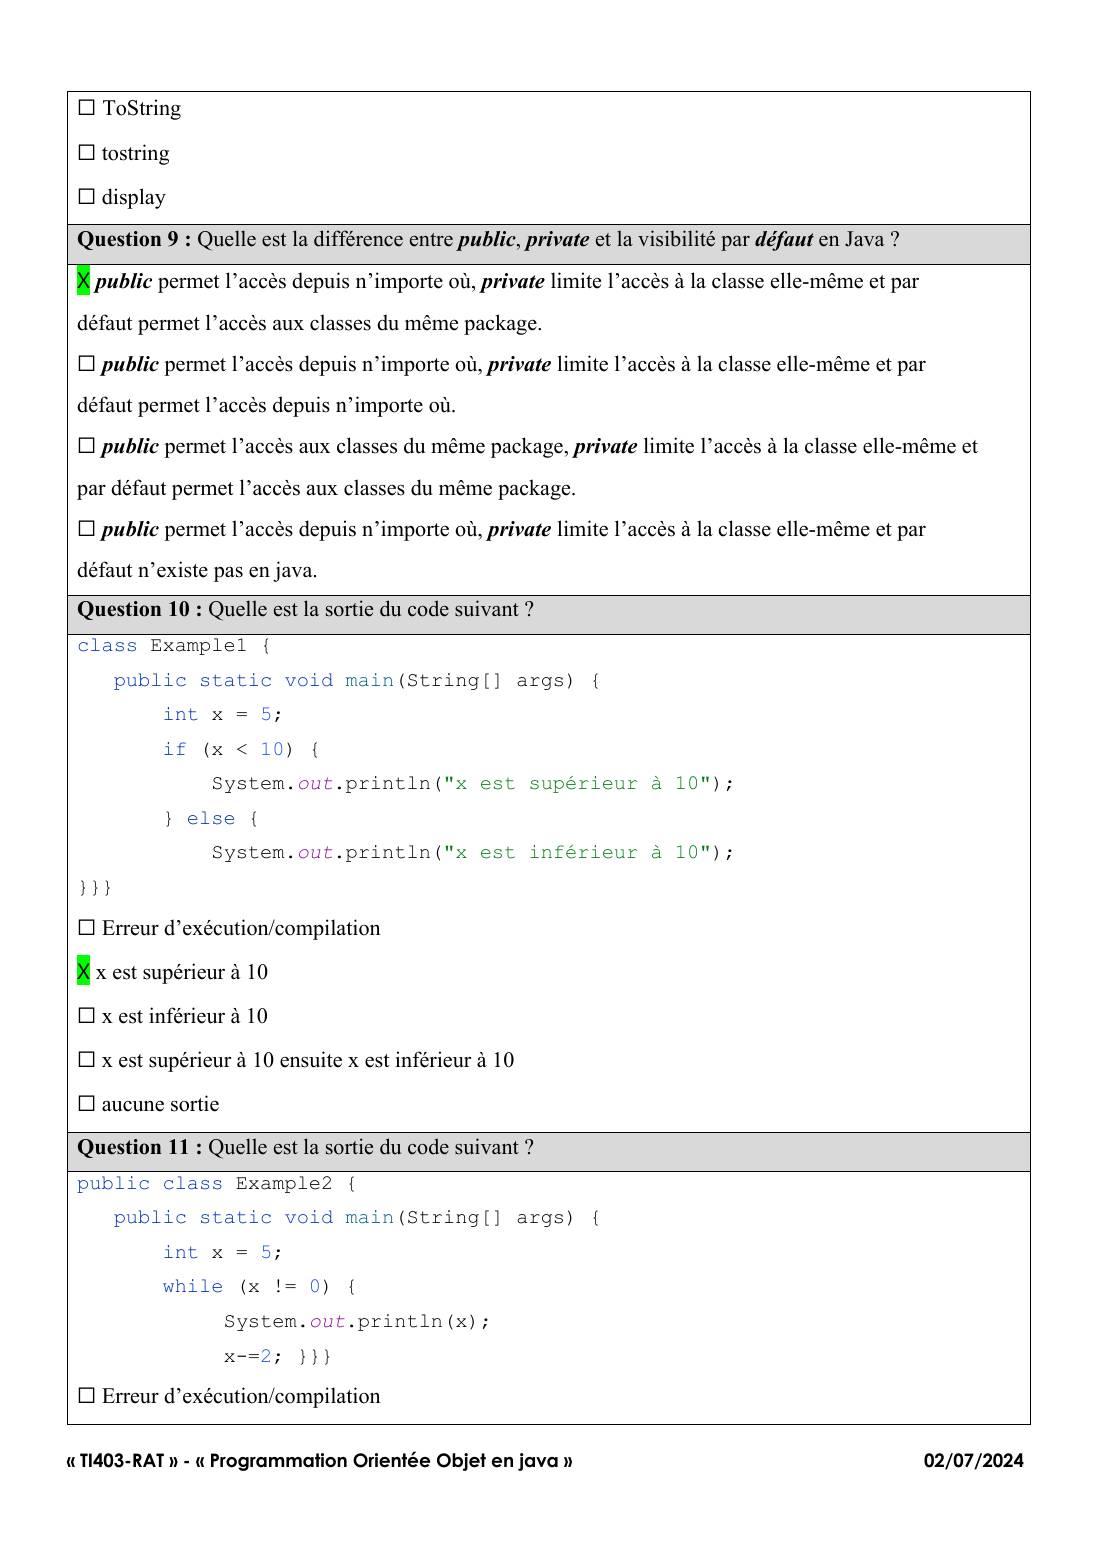 ☐ ToString
☐ tostring
☐ display
Question 9 : Quelle est la différence entre public, private et la visibilité par défaut en Java ?
X public permet l’accès depuis n’importe où, private limite l’accès à la classe elle-même et par
défaut permet l’accès aux classes du même package.
☐ public permet l’accès depuis n’importe où, private limite l’accès à la classe elle-même et par
défaut permet l’accès depuis n’importe où.
☐ public permet l’accès aux classes du même package, private limite l’accès à la classe elle-même et
par défaut permet l’accès aux classes du même package.
☐ public permet l’accès depuis n’importe où, private limite l’accès à la classe elle-même et par
défaut n’existe pas en java.
Question 10 : Quelle est la sortie du code suivant ?
class Example1 {
public static void main(String[] args) {
int x = 5;
if (x < 10) {
System.out.println("x est supérieur à 10");
} else {
System.out.println("x est inférieur à 10");
}}}
☐ Erreur d’exécution/compilation
X x est supérieur à 10
☐ x est inférieur à 10
☐ x est supérieur à 10 ensuite x est inférieur à 10
☐ aucune sortie
Question 11 : Quelle est la sortie du code suivant ?
public class Example2 {
public static void main(String[] args) {
int x = 5;
while (x != 0) {
System.out.println(x);
x-=2; }}}
☐ Erreur d’exécution/compilation
« TI403-RAT » - « Programmation Orientée Objet en java » 02/07/2024